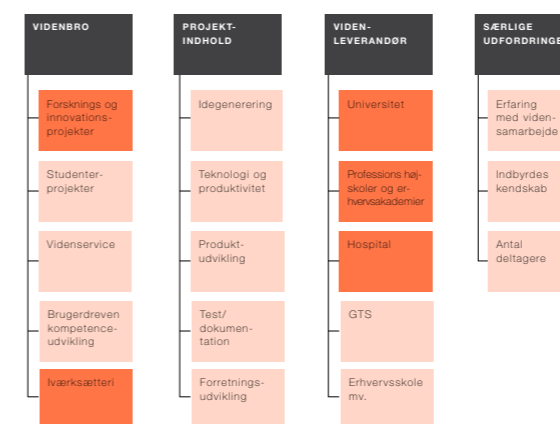 VIDENBRO
Forsknings og
innovations-
projekter
Studenter-
projekter
Videnservice
Brugerdreven
kompetence-
udvikling
Iværksætteri
PROJEKT-
INDHOLD
Idegenerering
Teknologi og
produktivitet
Produkt-
udvikling
Test/
dokumen-
tation
Forretnings-
udvikling
VIDEN-
LEVERANDØR
Universitet
Professions høj-
skoler og er-
hvervsakademier
Hospital
GTS
Erhvervsskole
mv.
SÆRLIGE
UDFORDRINGE
Erfaring
med viden-
samarbejde
Indbyrdes
kendskab
Antal
deltagere